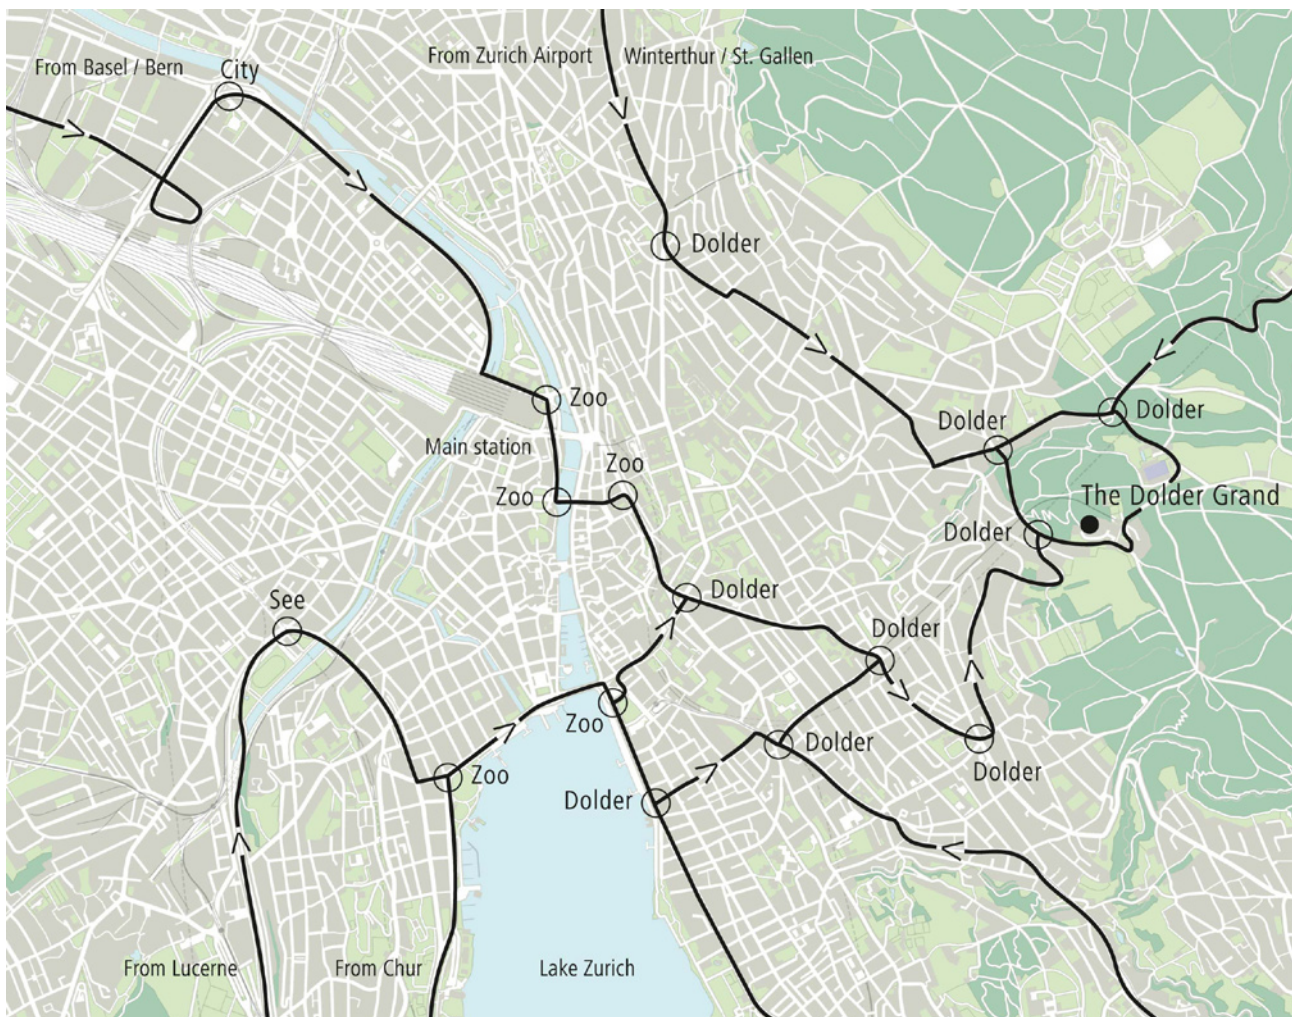 From Zurich Airport
Winterthur / St. Gallen
From Basel / Bern
City
Dolder
Zoo
Dolder
Dolder
Main station
Zoo
Zoo
The Dolder Grand
Dolder
Dolder
See
Dolder
Zoo
Dolder
Zoo
Dolder
Dolder
From Lucerne
From Chur
Lake Zurich